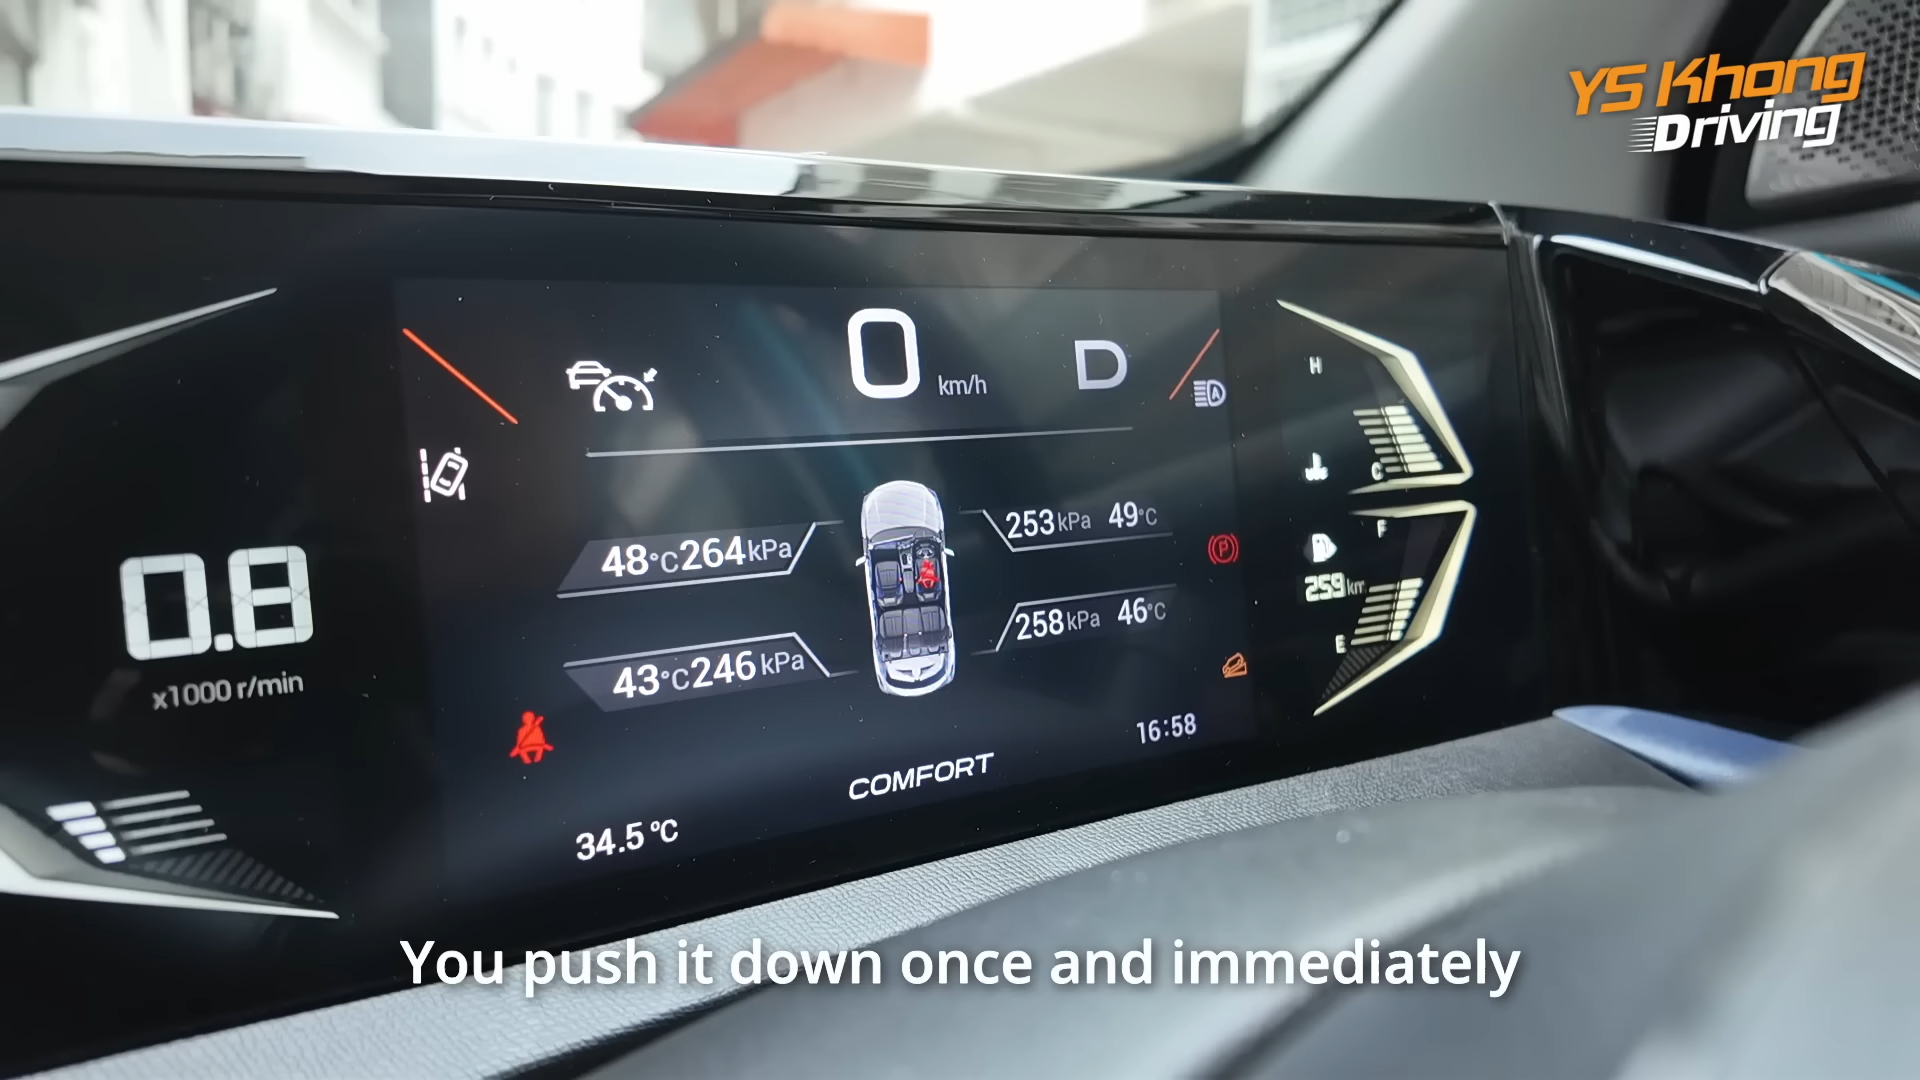 YS Khong
Driving
0 km/h
D
A
H
C
253 kPa 49°C
48°C 264 kPa
F
P
259 km
258 kPa 46°C
E
0.8
x1000 r/min
43°C 246 kPa
16:58
COMFORT
34.5 °C
You push it down once and immediately